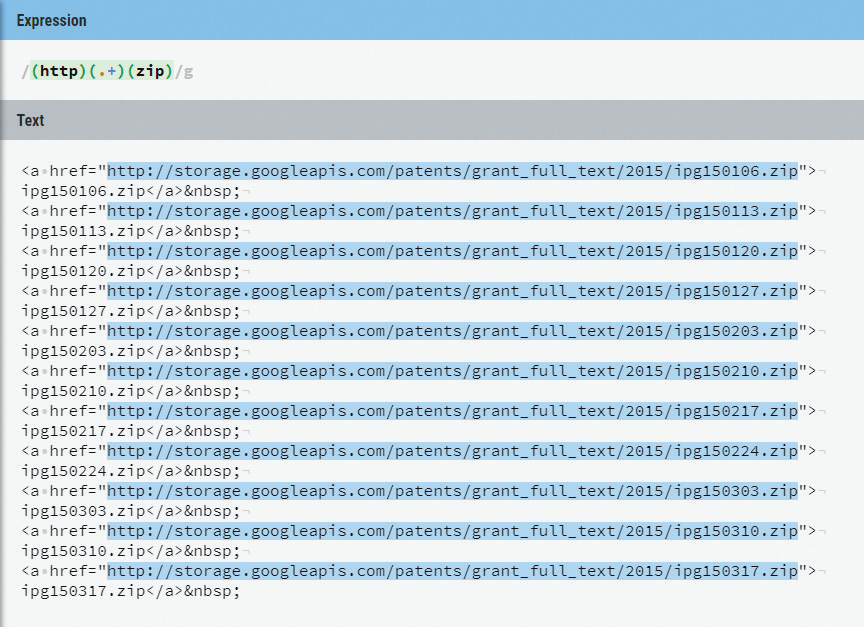 Expression
/(http)(.+)(zip)/g
Text
<a href="http://storage.googleapis.com/patents/grant_full_text/2015/ipg150106.zip">
ipg150106.zip</a>&nbsp;
<a href="http://storage.googleapis.com/patents/grant_full_text/2015/ipg150113.zip">
ipg150113.zip</a>&nbsp;
<a href="http://storage.googleapis.com/patents/grant_full_text/2015/ipg150120.zip">
ipg150120.zip</a>&nbsp;
<a href="http://storage.googleapis.com/patents/grant_full_text/2015/ipg150127.zip">
ipg150127.zip</a>&nbsp;
<a href="http://storage.googleapis.com/patents/grant_full_text/2015/ipg150203.zip">
ipg150203.zip</a>&nbsp;
<a href="http://storage.googleapis.com/patents/grant_full_text/2015/ipg150210.zip">
ipg150210.zip</a>&nbsp;
<a href="http://storage.googleapis.com/patents/grant_full_text/2015/ipg150217.zip">
ipg150217.zip</a>&nbsp;
<a href="http://storage.googleapis.com/patents/grant_full_text/2015/ipg150224.zip">
ipg150224.zip</a>&nbsp;
<a href="http://storage.googleapis.com/patents/grant_full_text/2015/ipg150303.zip">
ipg150303.zip</a>&nbsp;
<a href="http://storage.googleapis.com/patents/grant_full_text/2015/ipg150310.zip">
ipg150310.zip</a>&nbsp;
<a href="http://storage.googleapis.com/patents/grant_full_text/2015/ipg150317.zip">
ipg150317.zip</a>&nbsp;